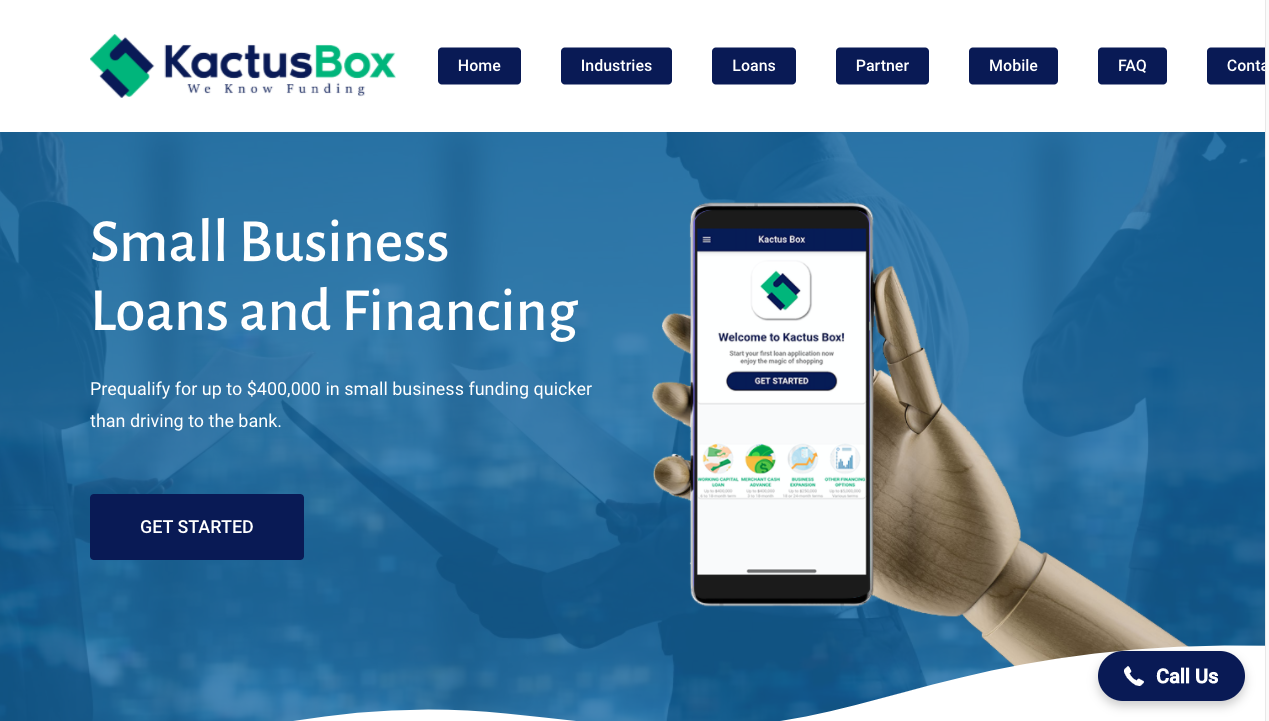 KactusBox
We Know Funding
Home
Industries
Loans
Partner
Mobile
FAQ
Conta
Small Business
Loans and Financing
Prequalify for up to $400,000 in small business funding quicker
than driving to the bank.
GET STARTED
Kactus Box
Welcome to Kactus Box!
Start your first loan application now
enjoy the magic of shopping
GET STARTED
WORKING CAPITAL
LOAN
MERCHANT CASH
ADVANCE
BUSINESS
EXPANSION
OTHER FINANCING
OPTIONS
Call Us